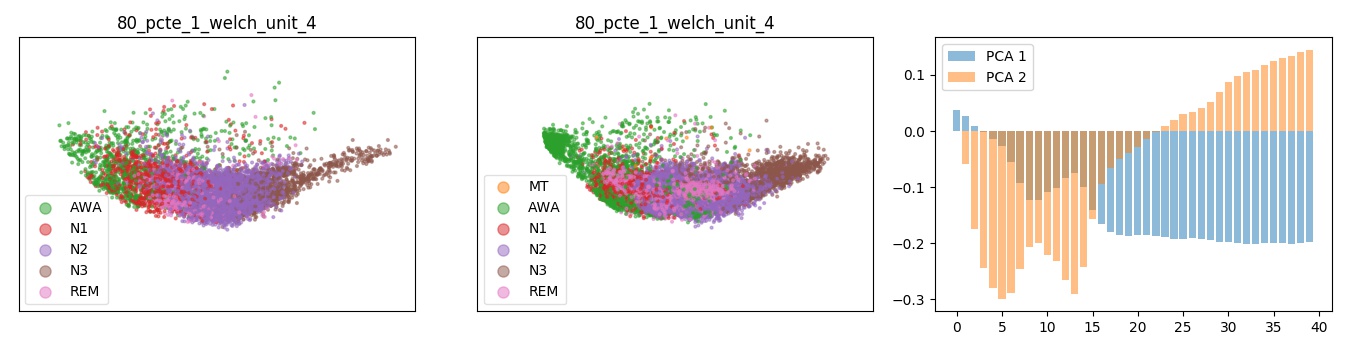 80_pcte_1_welch_unit_4
AWA
N1
N2
N3
REM
80_pcte_1_welch_unit_4
MT
AWA
N1
N2
N3
REM
PCA 1
PCA 2
0.1
0.0
−0.1
−0.2
−0.3
0 5 10 15 20 25 30 35 40